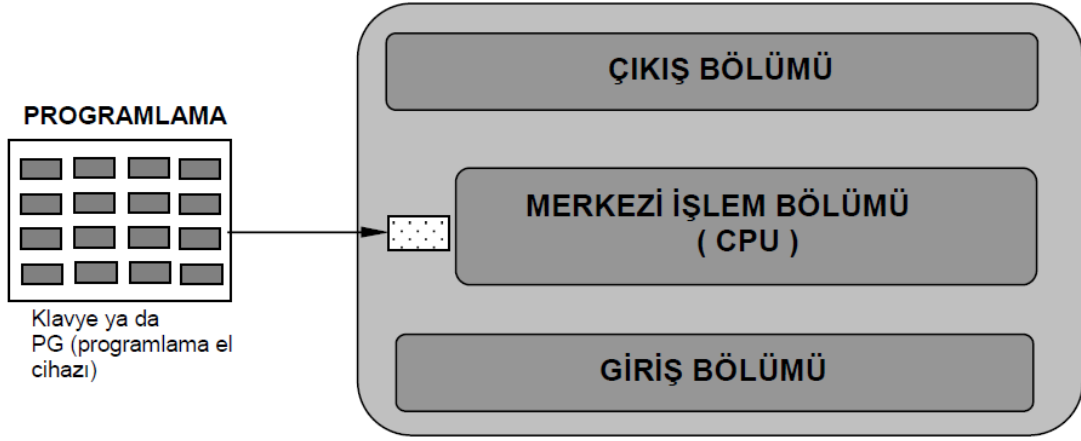 PROGRAMLAMA
Klavye ya da
PG (programlama el
cihazı)
ÇIKIŞ BÖLÜMÜ
MERKEZİ İŞLEM BÖLÜMÜ
( CPU )
GİRİŞ BÖLÜMÜ